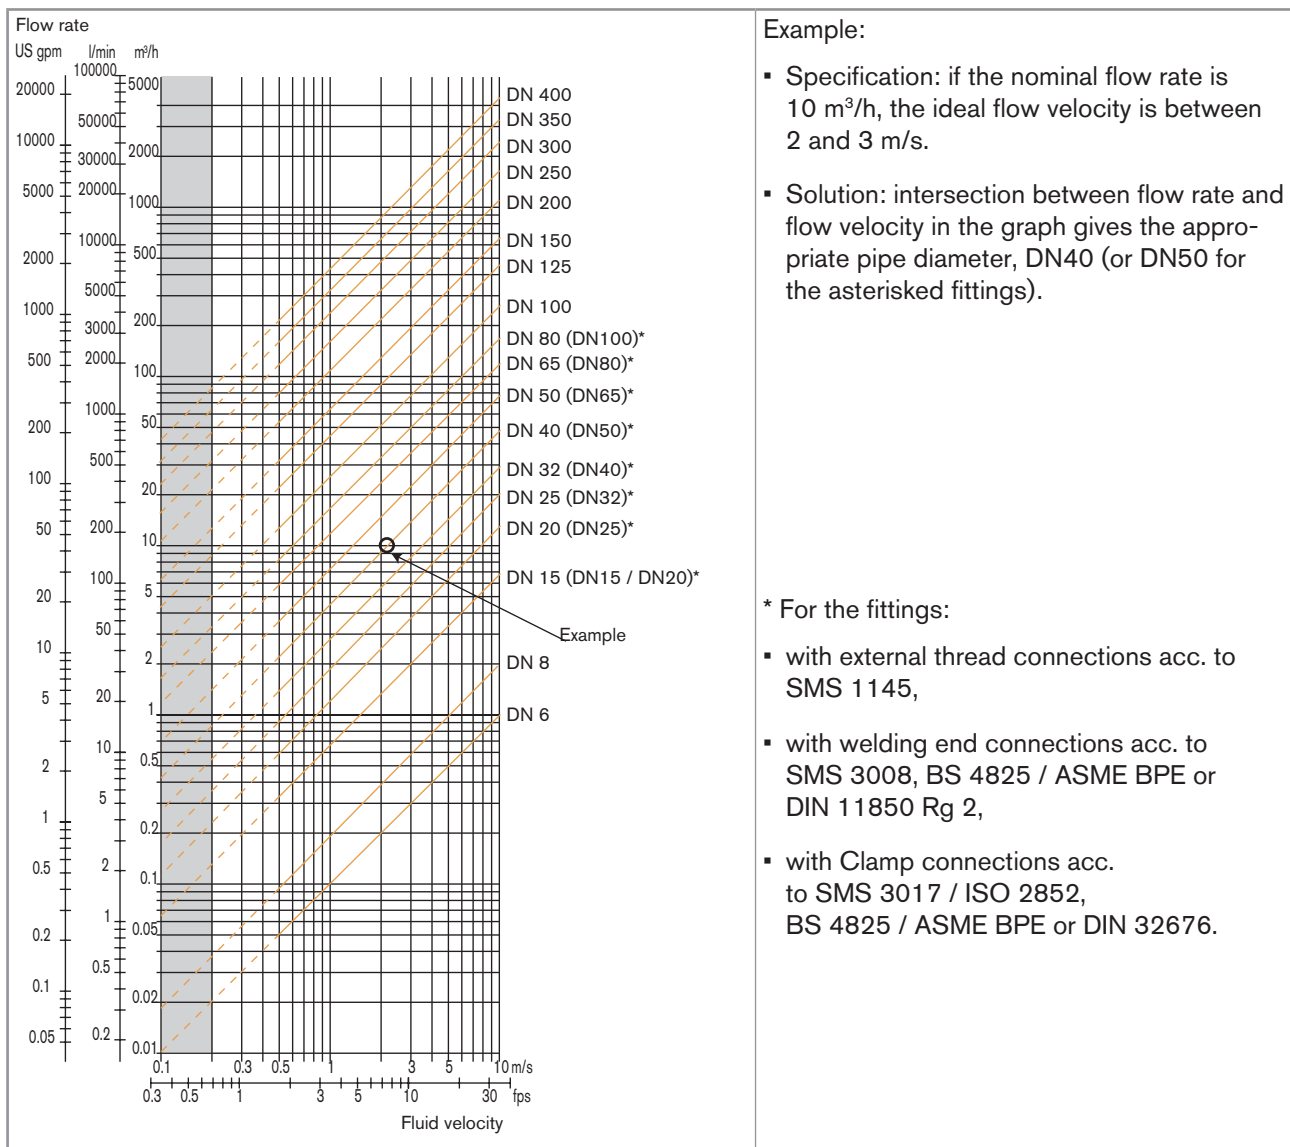 Flow rate
US gpm
l/min
m³/h
20000
10000
5000
2000
1000
500
200
100
50
20
10
5
2
1
0.5
0.2
0.1
0.05
100000
50000
30000
20000
10000
5000
3000
2000
1000
500
200
100
50
20
10
5
2
1
0.5
0.2
5000
2000
1000
500
200
100
50
20
10
5
2
1
0.5
0.2
0.1
0.05
0.02
0.01
DN 400
DN 350
DN 300
DN 250
DN 200
DN 150
DN 125
DN 100
DN 80 (DN100)*
DN 65 (DN80)*
DN 50 (DN65)*
DN 40 (DN50)*
DN 32 (DN40)*
DN 25 (DN32)*
DN 20 (DN25)*
DN 15 (DN15 / DN20)*
Example
DN 8
DN 6
0.1 0.3 0.5 1 3 5 10 m/s
0.3 0.5 1 3 5 10 30 fps
Fluid velocity
Example:
▪ Specification: if the nominal flow rate is
10 m³/h, the ideal flow velocity is between
2 and 3 m/s.
▪ Solution: intersection between flow rate and
flow velocity in the graph gives the appro-
priate pipe diameter, DN40 (or DN50 for
the asterisked fittings).
* For the fittings:
▪ with external thread connections acc. to
SMS 1145,
▪ with welding end connections acc. to
SMS 3008, BS 4825 / ASME BPE or
DIN 11850 Rg 2,
▪ with Clamp connections acc.
to SMS 3017 / ISO 2852,
BS 4825 / ASME BPE or DIN 32676.